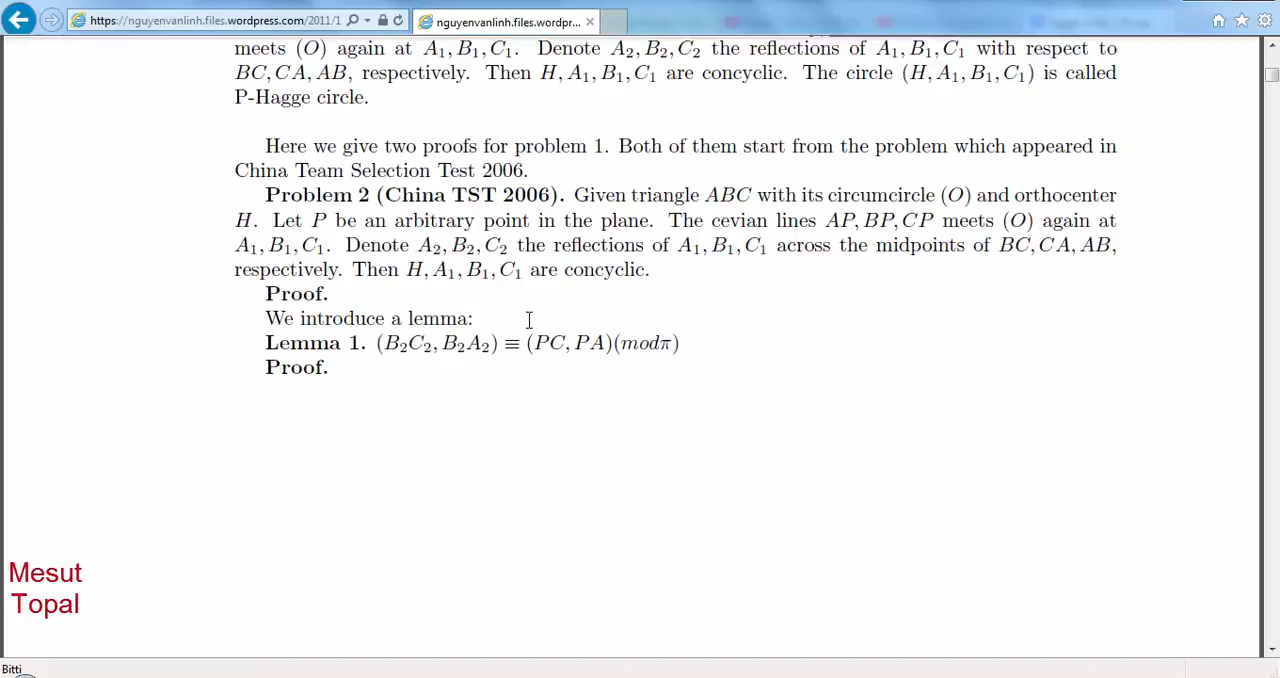 https://nguyenvanlinh.files.wordpress.com/2011/1
nguyenvanlinh.files.wordpr...
meets (O) again at A₁, B₁, C₁. Denote A₂, B₂, C₂ the reflections of A₁, B₁, C₁ with respect to
BC, CA, AB, respectively. Then H, A₁, B₁, C₁ are concyclic. The circle (H, A₁, B₁, C₁) is called
P-Hagge circle.
Here we give two proofs for problem 1. Both of them start from the problem which appeared in
China Team Selection Test 2006.
Problem 2 (China TST 2006). Given triangle ABC with its circumcircle (O) and orthocenter
H. Let P be an arbitrary point in the plane. The cevian lines AP, BP, CP meets (O) again at
A₁, B₁, C₁. Denote A₂, B₂, C₂ the reflections of A₁, B₁, C₁ across the midpoints of BC, CA, AB,
respectively. Then H, A₁, B₁, C₁ are concyclic.
Proof.
We introduce a lemma:
Lemma 1. (B₂C₂, B₂A₂) ≡ (PC, PA)(modπ)
Proof.
Mesut
Topal
Bitti